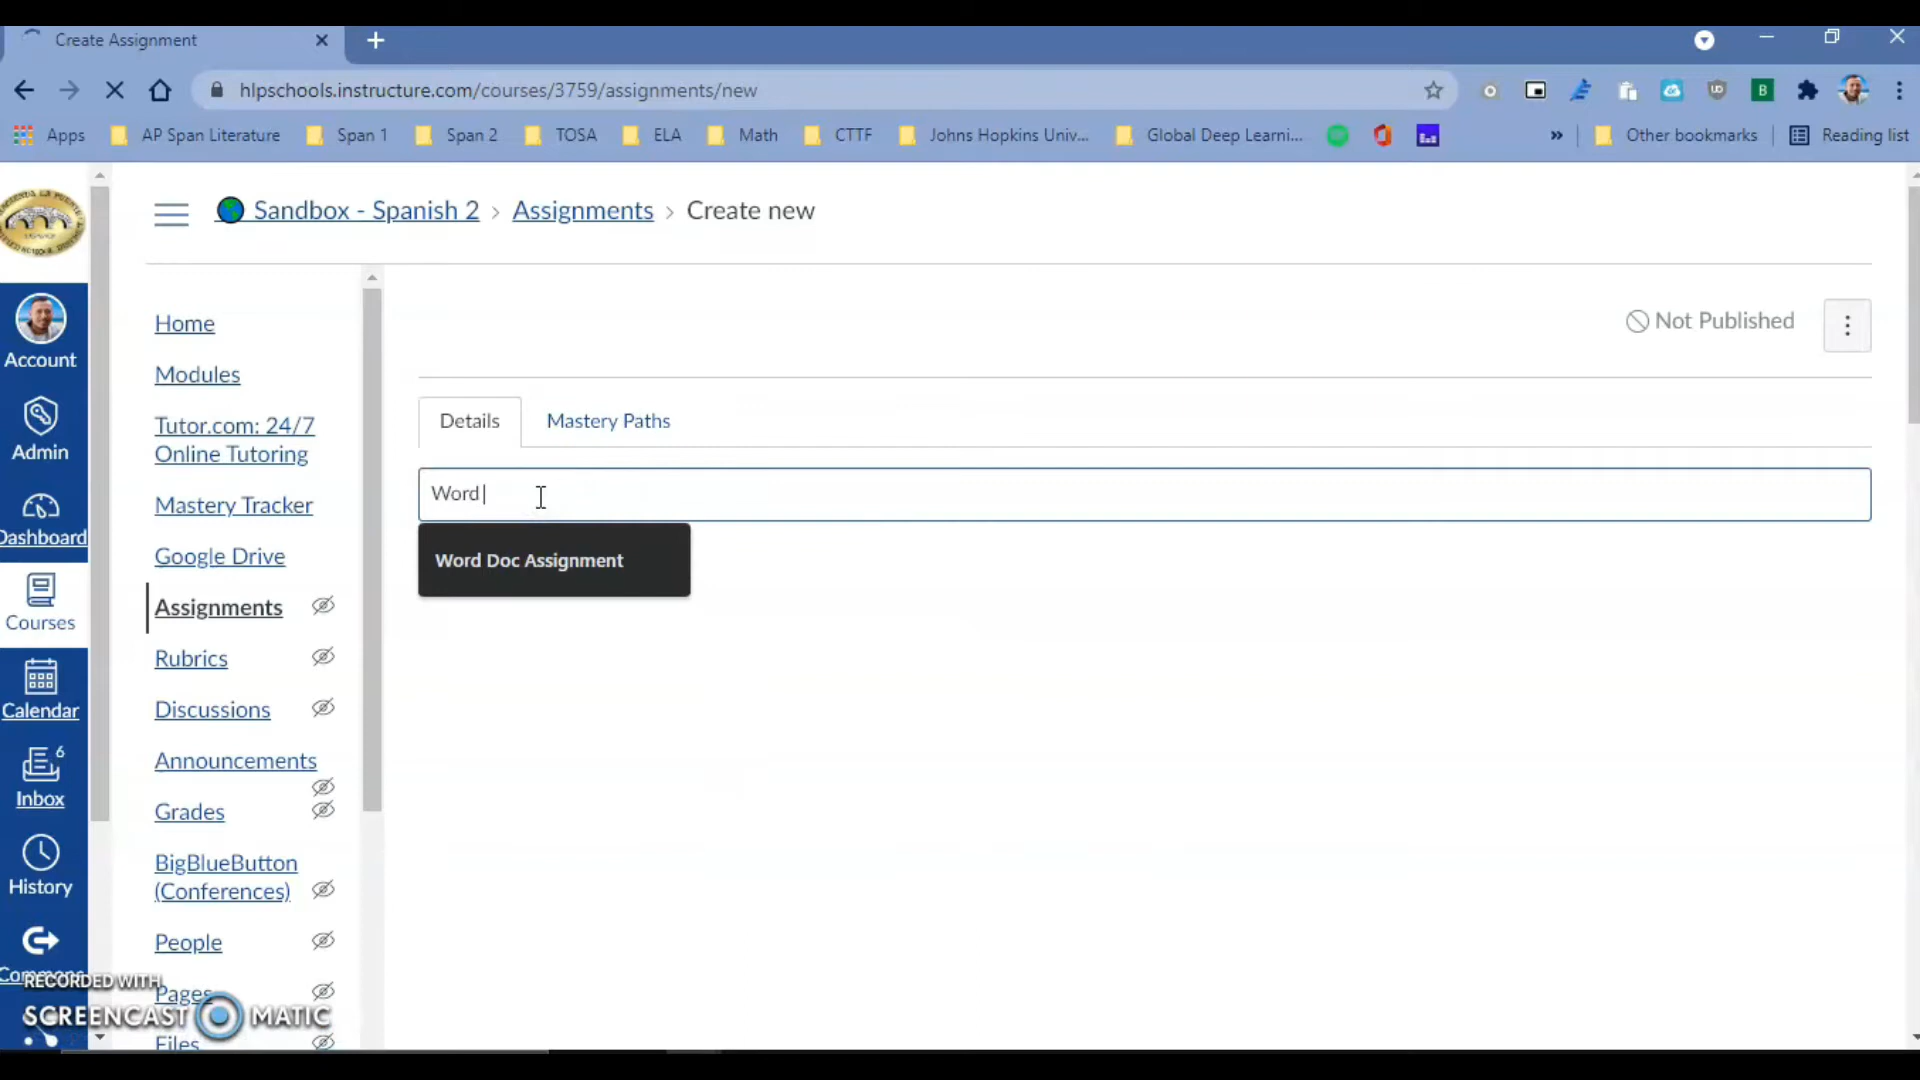 Create Assignment
hlpschools.instructure.com/courses/3759/assignments/new
B
Apps
AP Span Literature
Span 1
Span 2
TOSA
ELA
Math
CTTF
Johns Hopkins Univ...
Global Deep Learni...
»
Other bookmarks
Reading list
Sandbox - Spanish 2 > Assignments > Create new
Not Published
Account
Admin
Dashboard
Courses
Calendar
6
Inbox
History
Commons
Home
Modules
Tutor.com: 24/7
Online Tutoring
Mastery Tracker
Google Drive
Assignments
Rubrics
Discussions
Announcements
Grades
BigBlueButton
(Conferences)
People
Pages
Files
Details
Mastery Paths
Word
Word Doc Assignment
RECORDED WITH
SCREENCAST MATIC